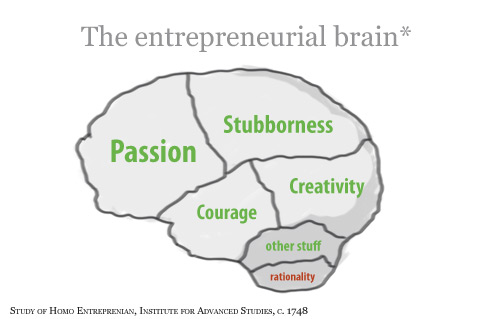 The entrepreneurial brain*
Stubborness
Passion
Creativity
Courage
other stuff
rationality
Study of Homo Entreprenian, Institute for Advanced Studies, c. 1748